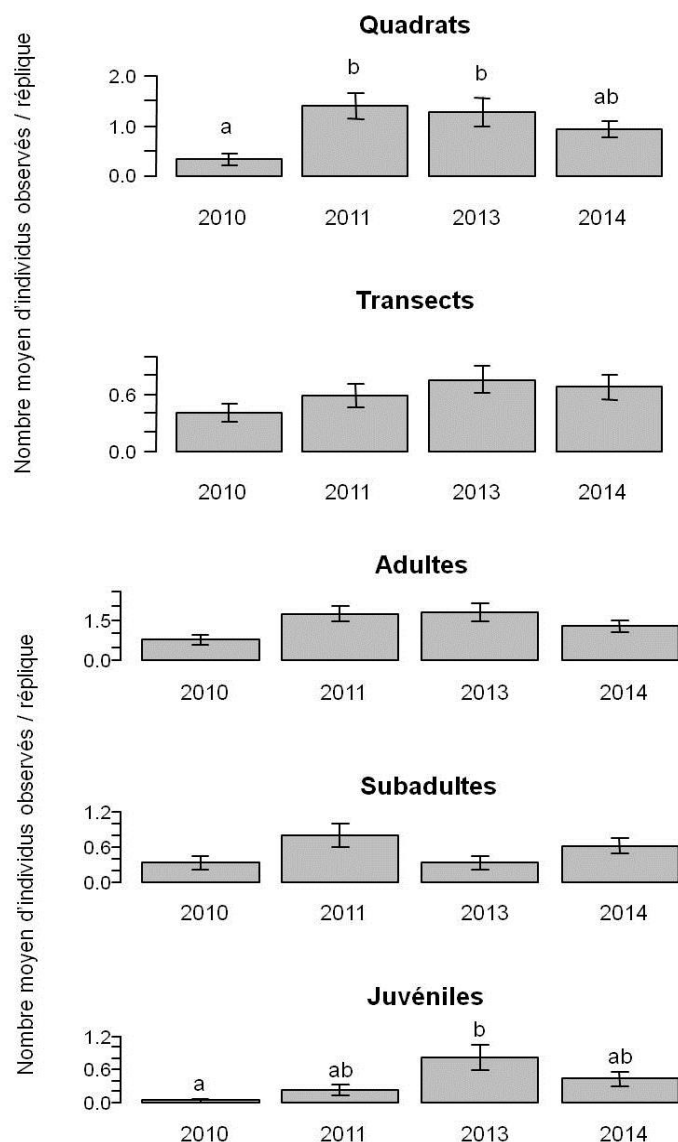 Nombre moyen d'individus observés / réplique
Quadrats
2.0
1.0
0.0
a
b
b
ab
2010 2011 2013 2014
Transects
0.6
0.0
2010 2011 2013 2014
Nombre moyen d'individus observés / réplique
Adultes
1.5
0.0
2010 2011 2013 2014
Subadultes
1.2
0.6
0.0
2010 2011 2013 2014
Juvéniles
1.2
0.6
0.0
a
ab
b
ab
2010 2011 2013 2014